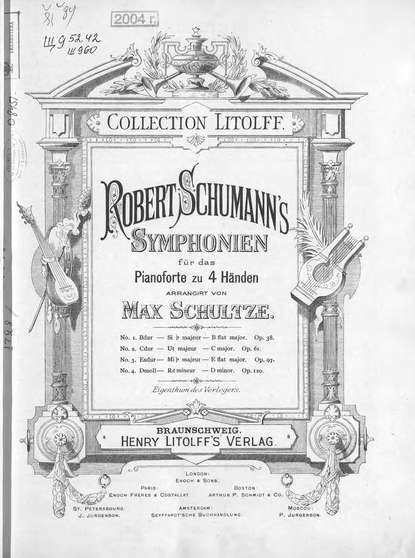 2004 г.
Щ 9 52 42
Ш 960
COLLECTION LITOLFF.
ROBERT SCHUMANN'S
SYMPHONIEN
für das
Pianoforte zu 4 Händen
ARRANGIRT VON
MAX SCHULTZE.
No. 1. Bdur — Si ♭ majeur — B flat major. Op. 38.
No. 2. Cdur — Ut majeur — C major. Op. 61.
No. 3. Esdur — Mi ♭ majeur — E flat major. Op. 97.
No. 4. Dmoll — Ré mineur — D minor. Op. 120.
Eigenthum des Verlegers.
BRAUNSCHWEIG.
HENRY LITOLFF'S VERLAG.
LONDON:
ENOCH & SONS.
PARIS: BOSTON:
ENOCH FRÈRES & COSTALLAT. ARTHUR P. SCHMIDT & CO.
ST. PETERSBOURG: AMSTERDAM: MOSCOU:
J. JURGENSON. SEYFFARDT'SCHE BUCHHANDLUNG. P. JURGENSON.